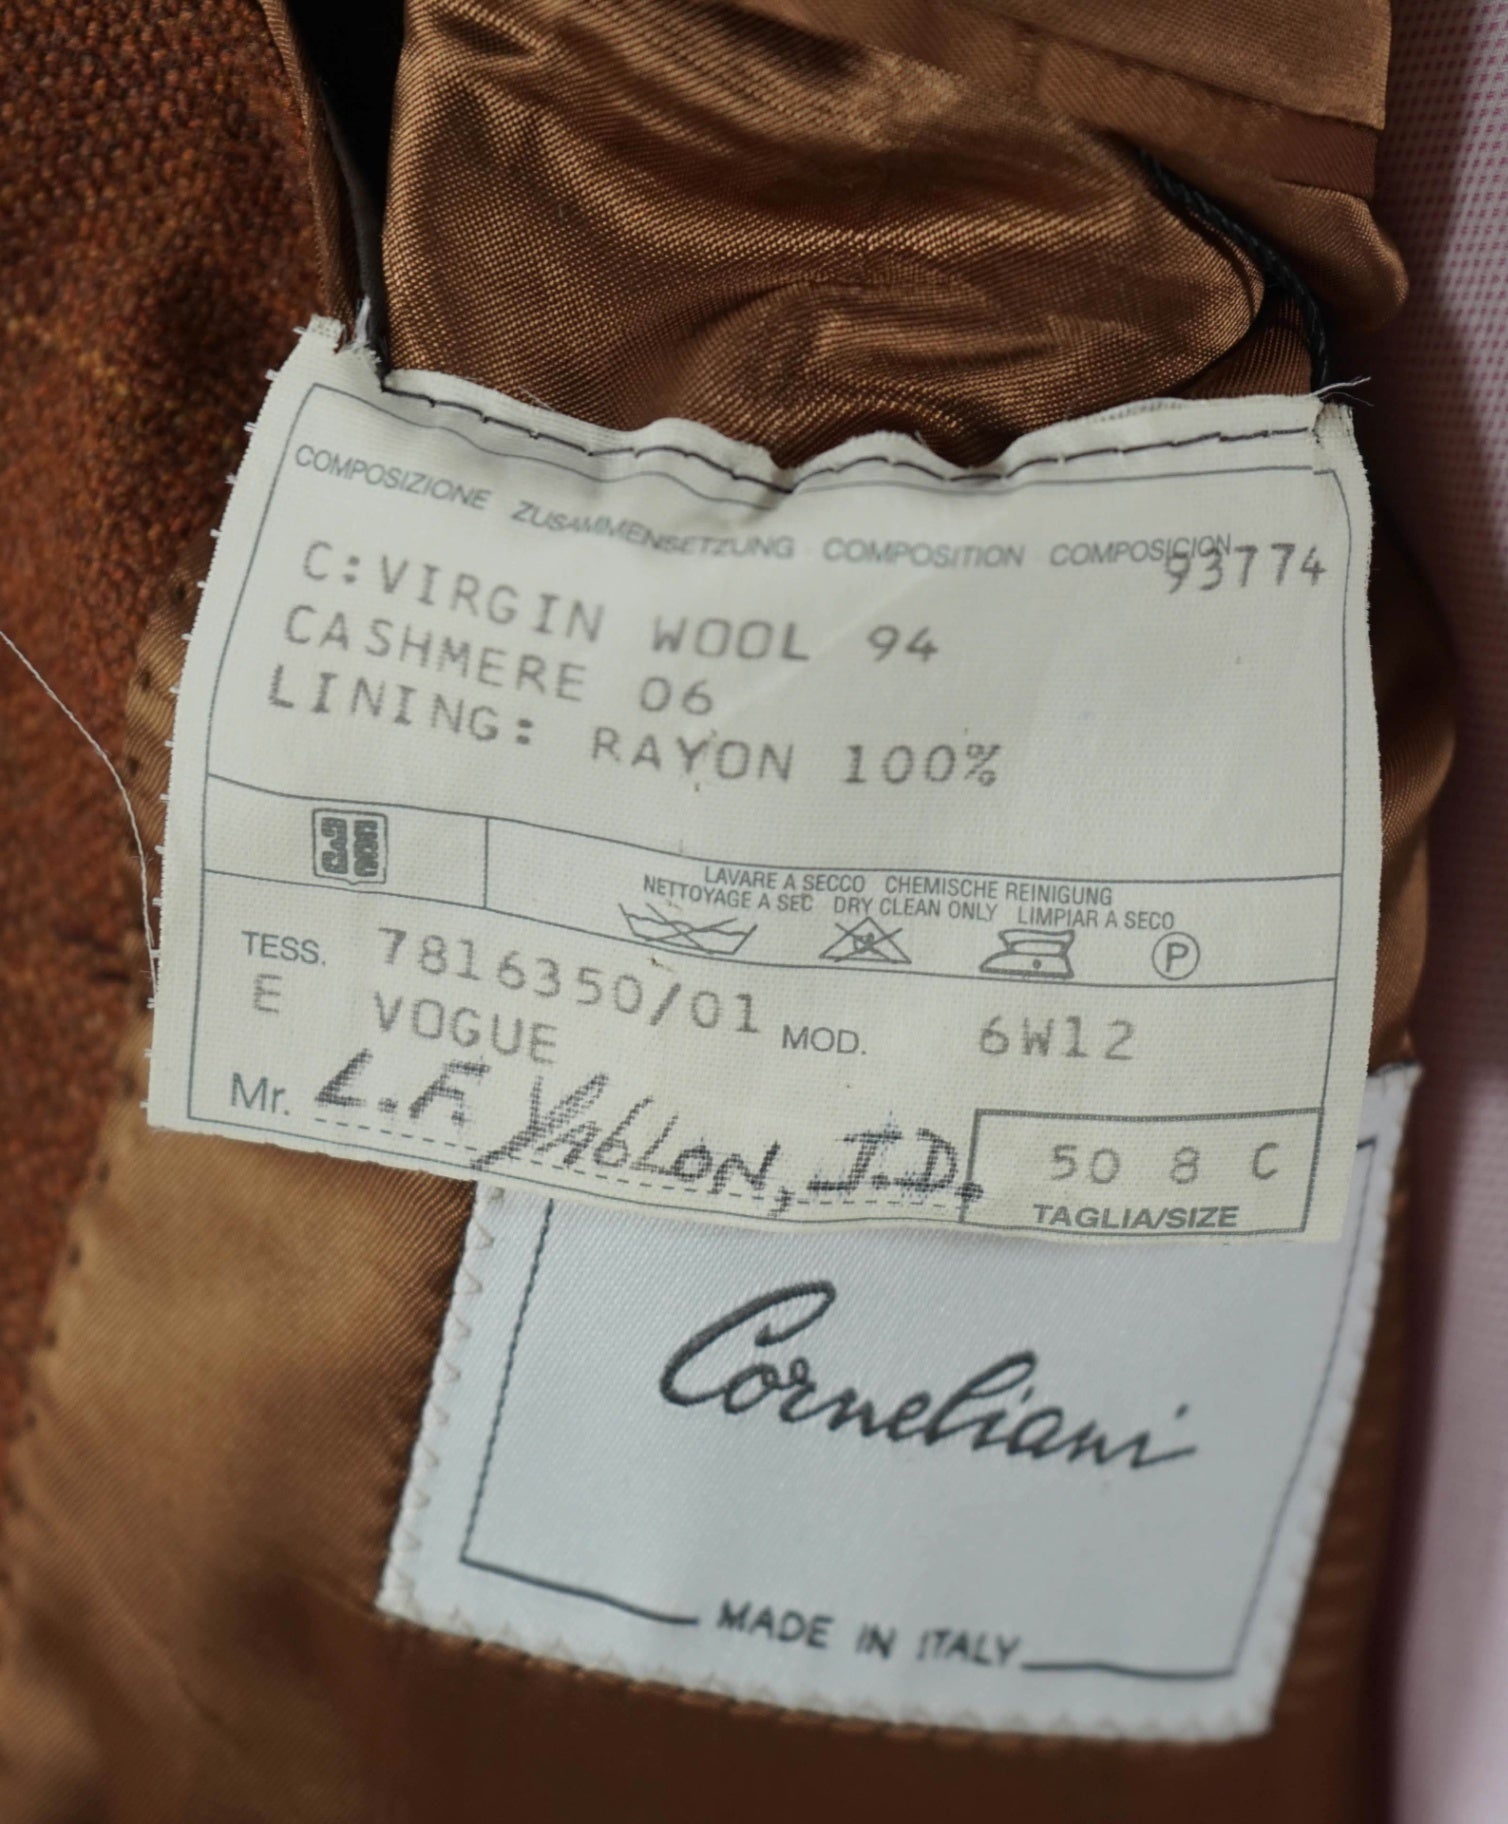 COMPOSIZIONE ZUSAMMENSETZUNG COMPOSITION COMPOSICION
93774
C:VIRGIN WOOL 94
CASHMERE 06
LINING: RAYON 100%
LAVARE A SECCO CHEMISCHE REINIGUNG
NETTOYAGE A SEC DRY CLEAN ONLY LIMPIAR A SECO
P
TESS. 7816350/01 MOD. 6W12
E VOGUE
Mr. L.F. YABLON, J.D.
50 8 C
TAGLIA/SIZE
Corneliani
MADE IN ITALY